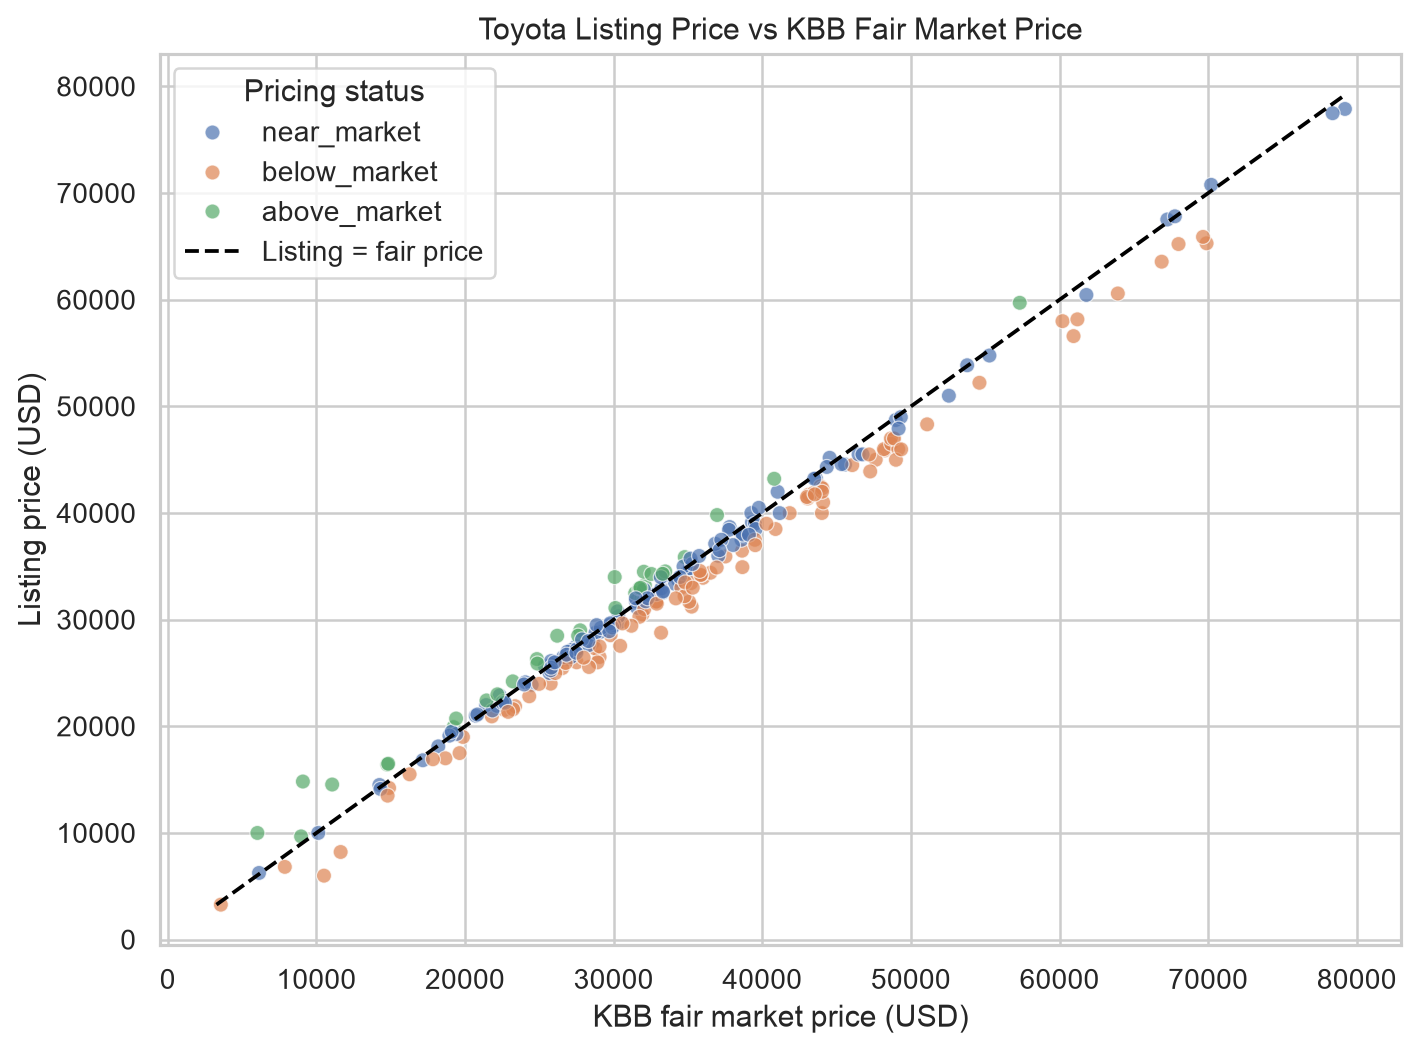 Toyota Listing Price vs KBB Fair Market Price
Pricing status
near_market
below_market
above_market
Listing = fair price
80000
70000
60000
50000
40000
30000
20000
10000
0
Listing price (USD)
0 10000 20000 30000 40000 50000 60000 70000 80000
KBB fair market price (USD)